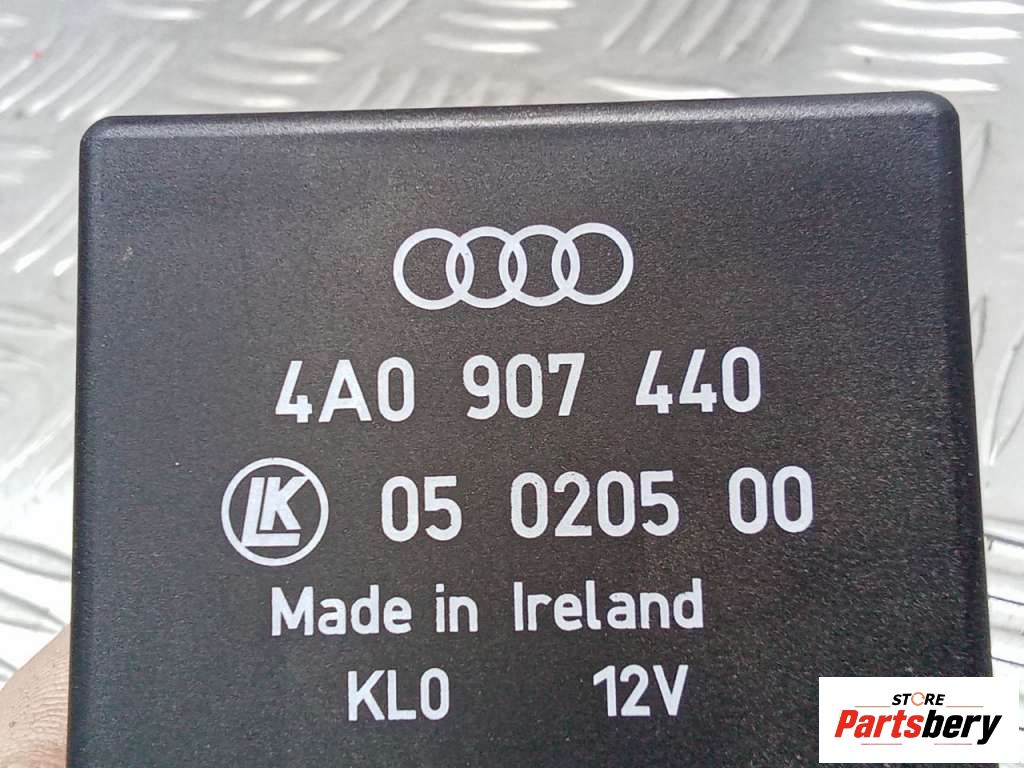 4A0 907 440
LK 05 0205 00
Made in Ireland
KL0 12V
STORE
Partsbery